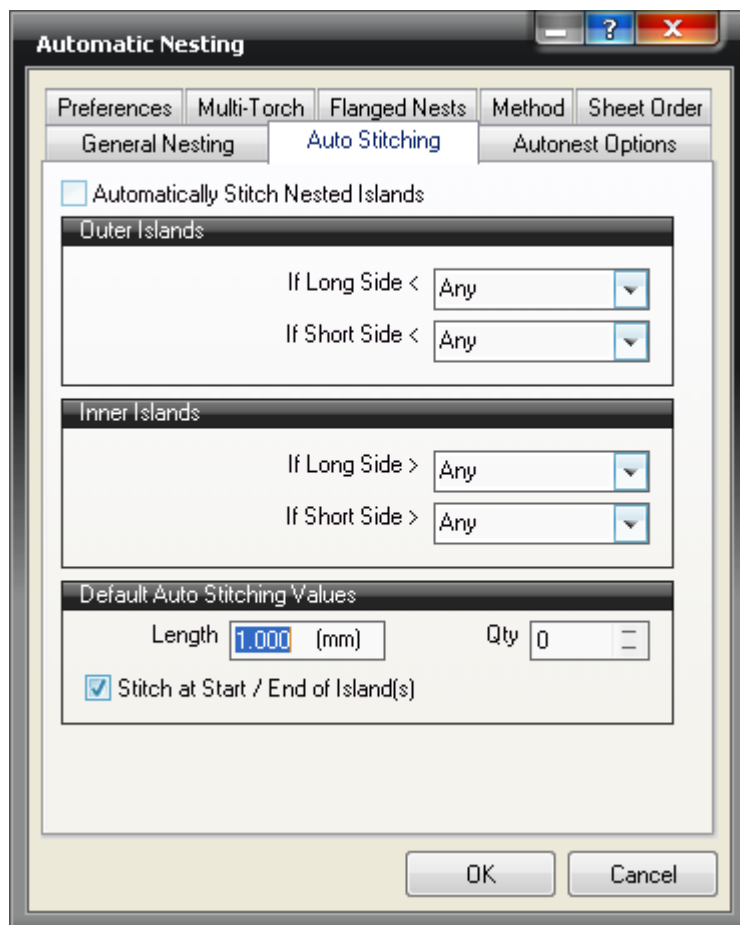 Automatic Nesting
?
X
Preferences Multi-Torch Flanged Nests Method Sheet Order
General Nesting Auto Stitching Autonest Options
Automatically Stitch Nested Islands
Outer Islands
If Long Side < Any
If Short Side < Any
Inner Islands
If Long Side > Any
If Short Side > Any
Default Auto Stitching Values
Length 1.000 (mm) Qty 0
Stitch at Start / End of Island(s)
OK Cancel